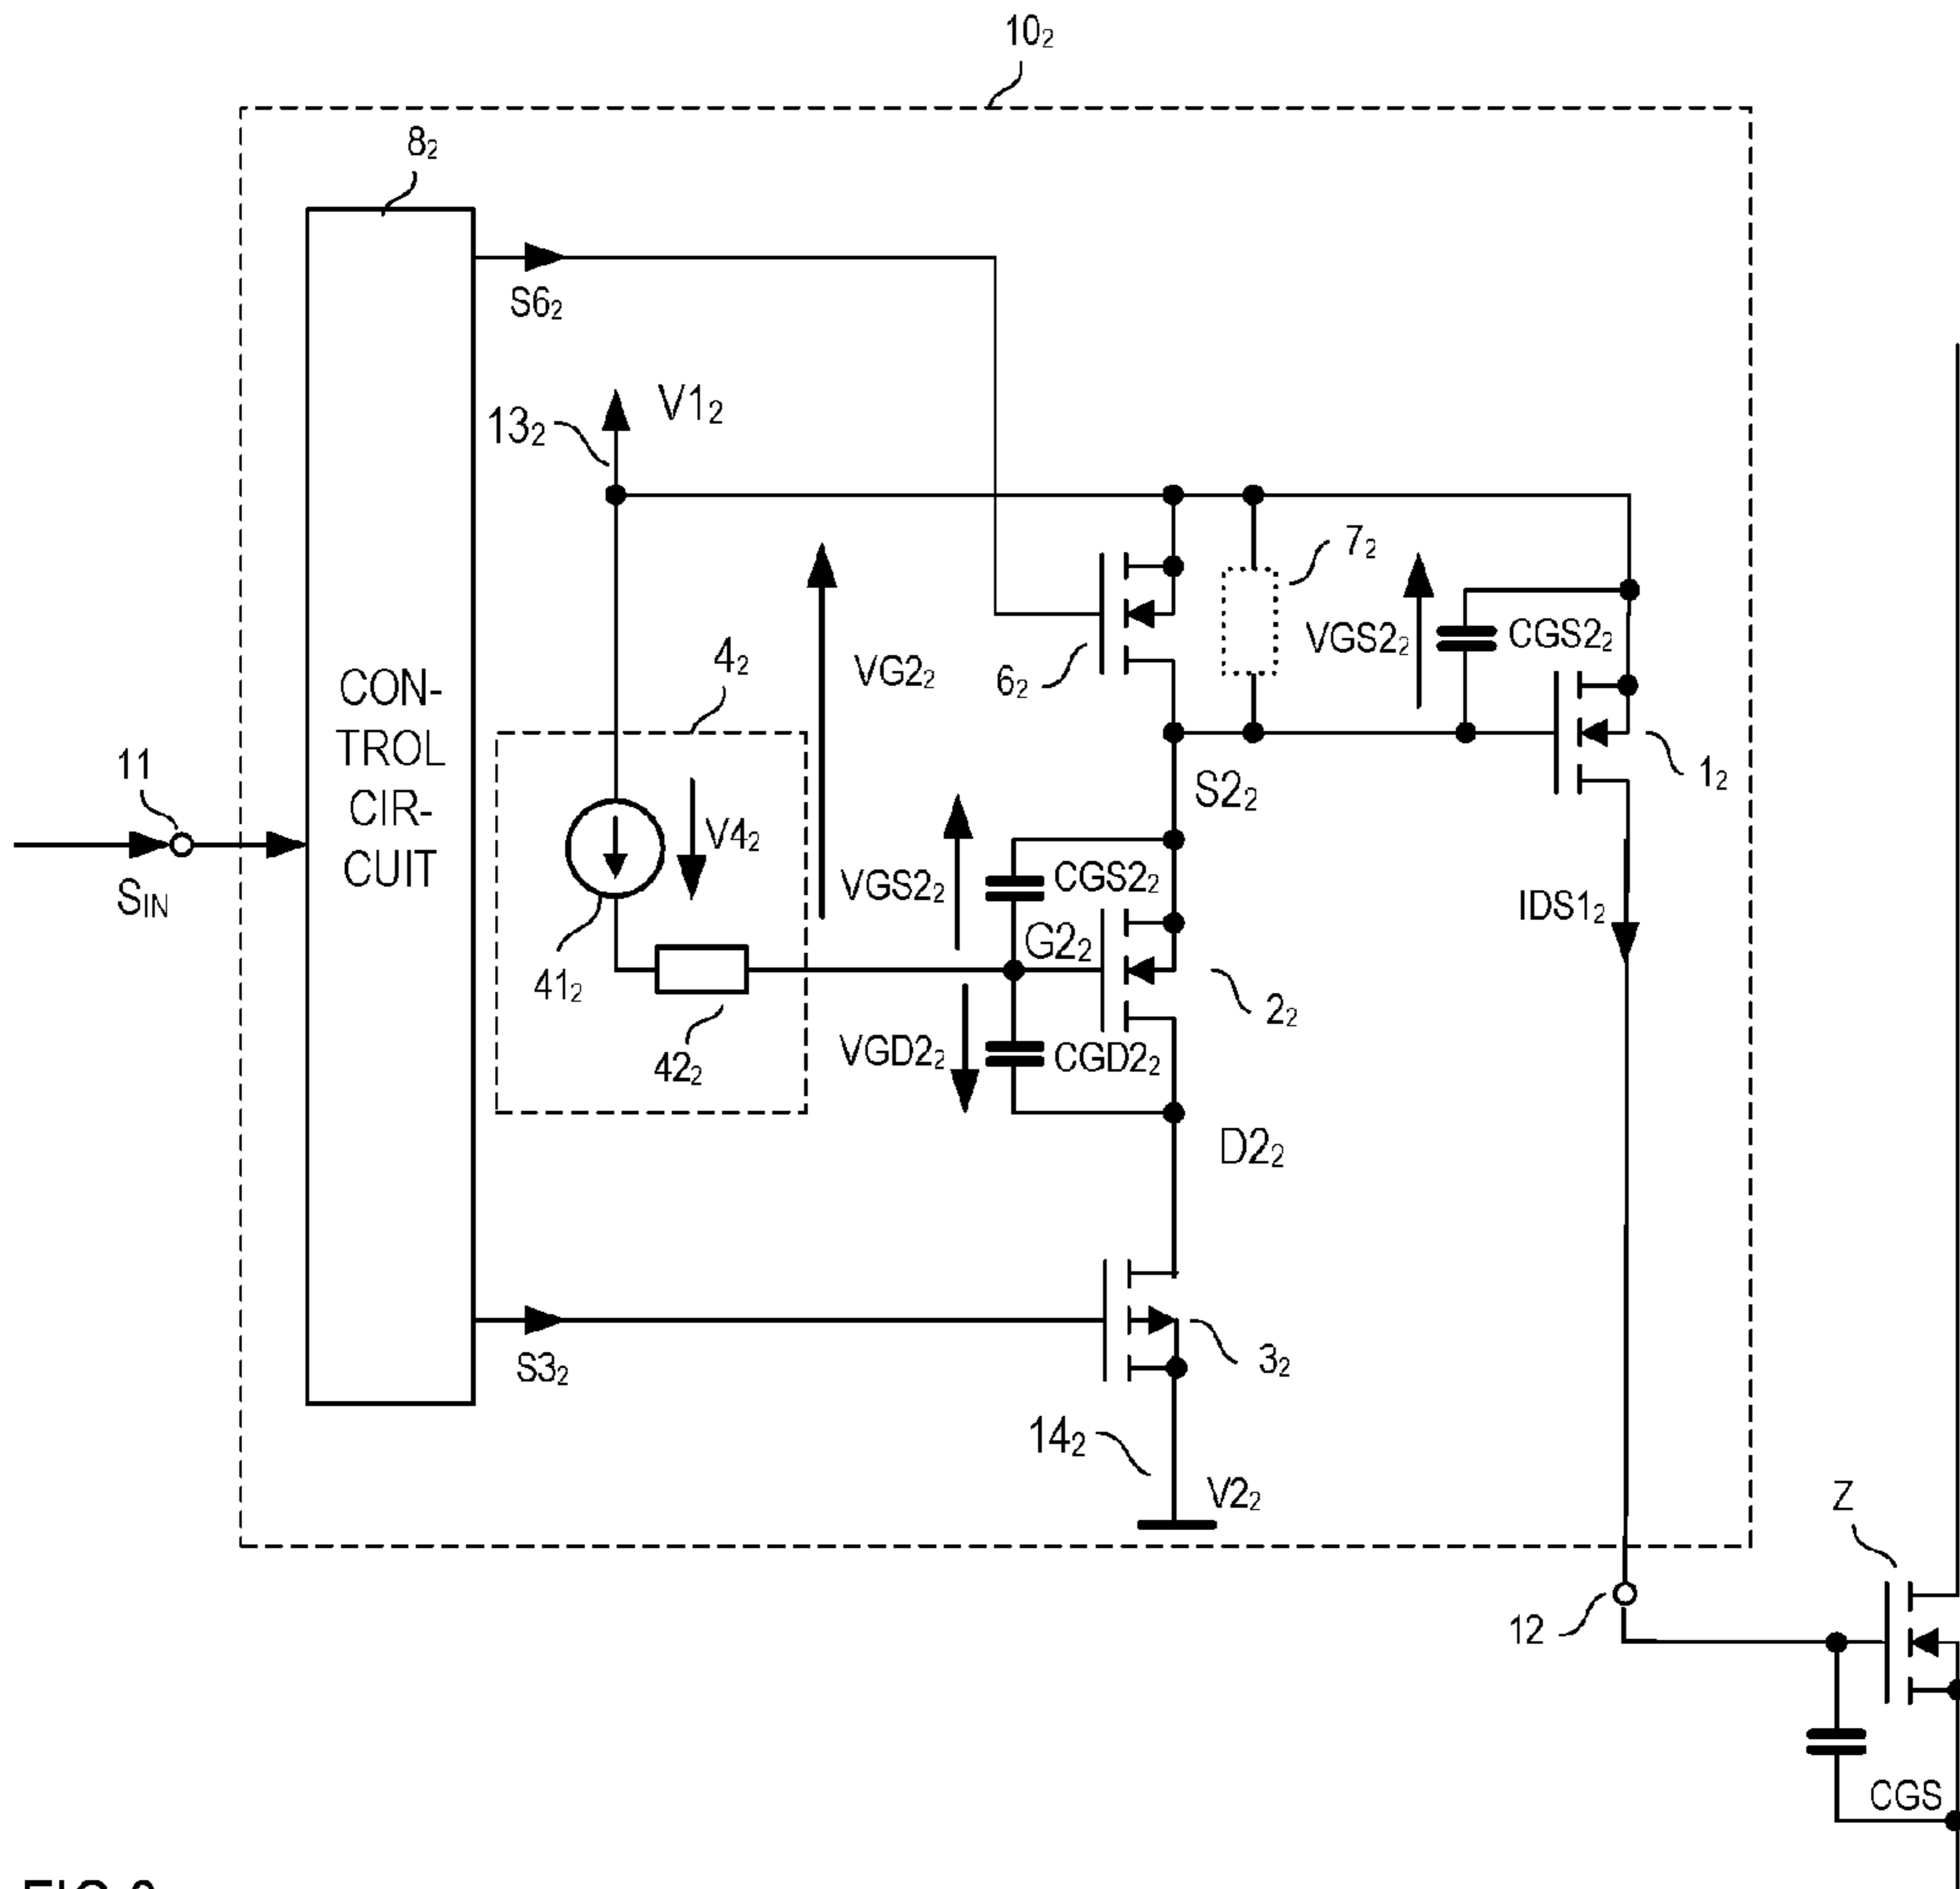 10₂
8₂
S6₂
V1₂
13₂
7₂
VGS2₂
CGS2₂
4₂
VG2₂
6₂
CON-
TROL
CIR-
CUIT
11
S2₂
1₂
V4₂
SIN
VGS2₂
CGS2₂
IDS1₂
G2₂
41₂
2₂
VGD2₂
CGD2₂
42₂
D2₂
S3₂
3₂
14₂
V2₂
Z
12
CGS